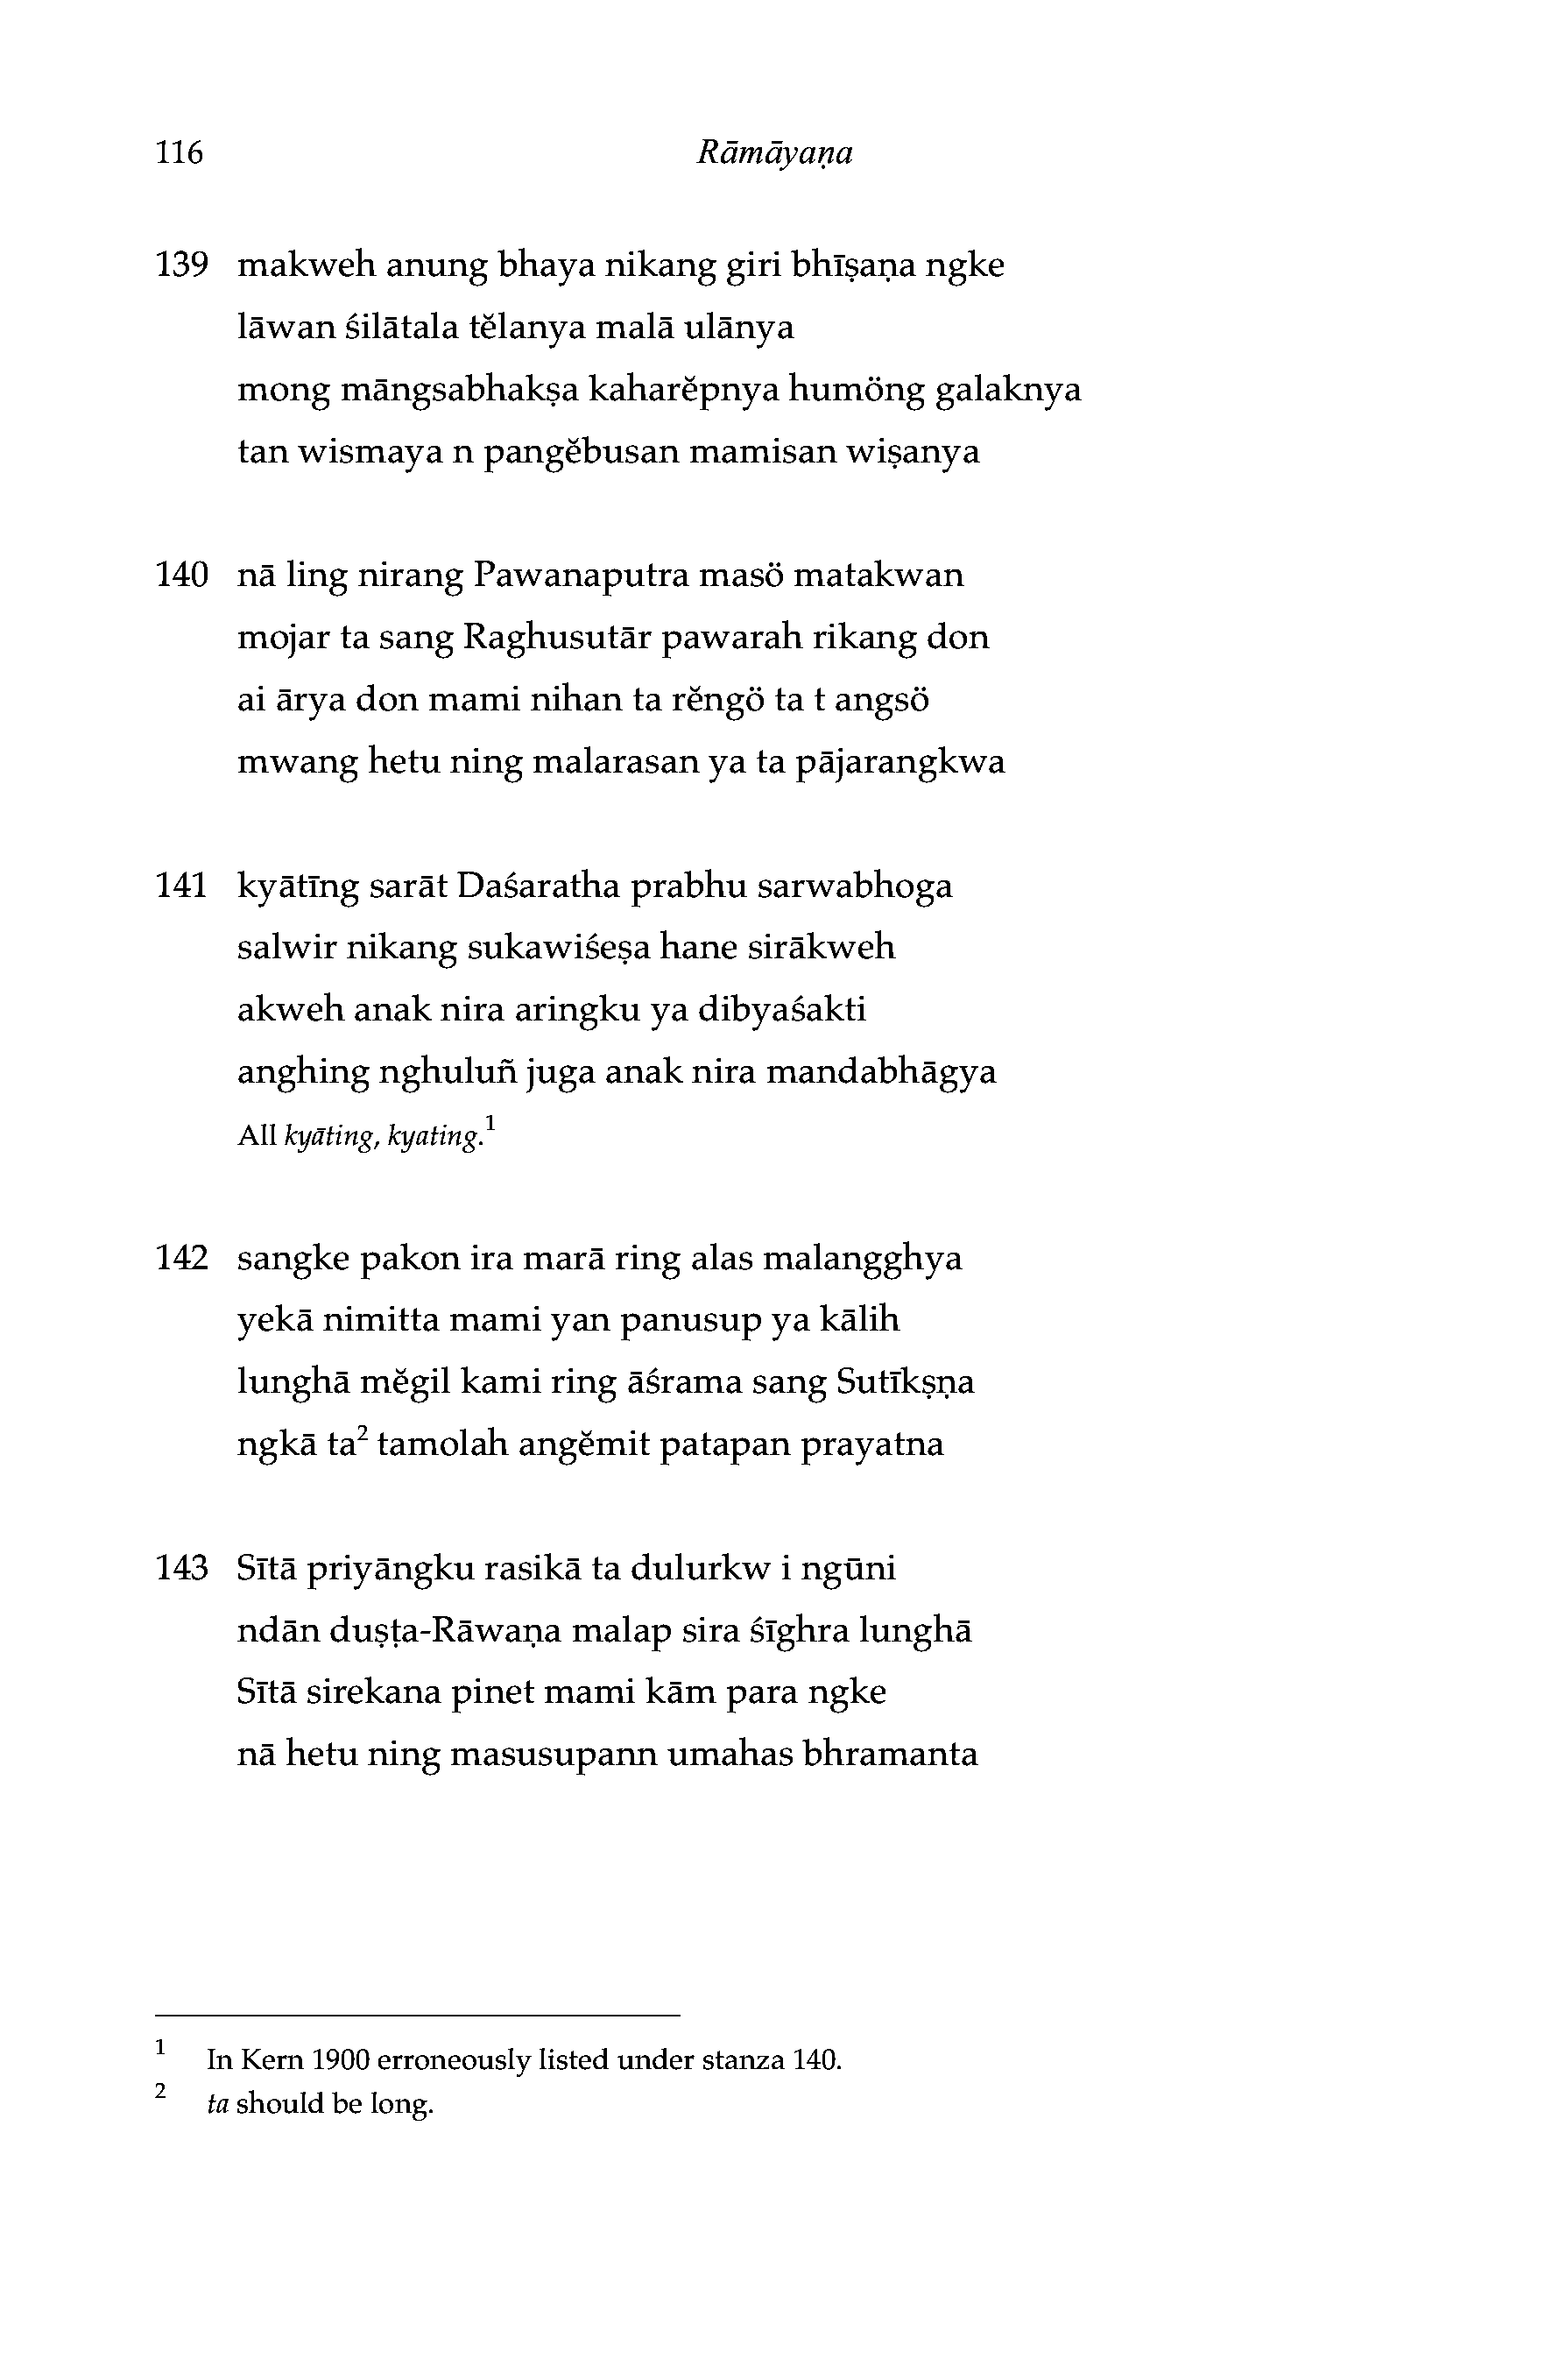 116 Rāmāyaṇa
139 makweh anung bhaya nikang giri bhīṣaṇa ngke
lāwan śilātala tĕlanya malā ulānya
mong māngsabhakṣa kaharĕpnya humöng galaknya
tan wismaya n pangĕbusan mamisan wiṣanya
140 nā ling nirang Pawanaputra masö matakwan
mojar ta sang Raghusutār pawarah rikang don
ai ārya don mami nihan ta rĕngö ta t angsö
mwang hetu ning malarasan ya ta pājarangkwa
141 kyātīng sarāt Daśaratha prabhu sarwabhoga
salwir nikang sukawiśeṣa hane sirākweh
akweh anak nira aringku ya dibyaśakti
anghing nghuluñ juga anak nira mandabhāgya
All kyāting, kyating.1
142 sangke pakon ira marā ring alas malangghya
yekā nimitta mami yan panusup ya kālih
lunghā mĕgil kami ring āśrama sang Sutīkṣṇa
ngkā ta2 tamolah angĕmit patapan prayatna
143 Sītā priyāngku rasikā ta dulurkw i ngūni
ndān duṣṭa-Rāwaṇa malap sira śīghra lunghā
Sītā sirekana pinet mami kām para ngke
nā hetu ning masusupann umahas bhramanta
1 In Kern 1900 erroneously listed under stanza 140.
2 ta should be long.